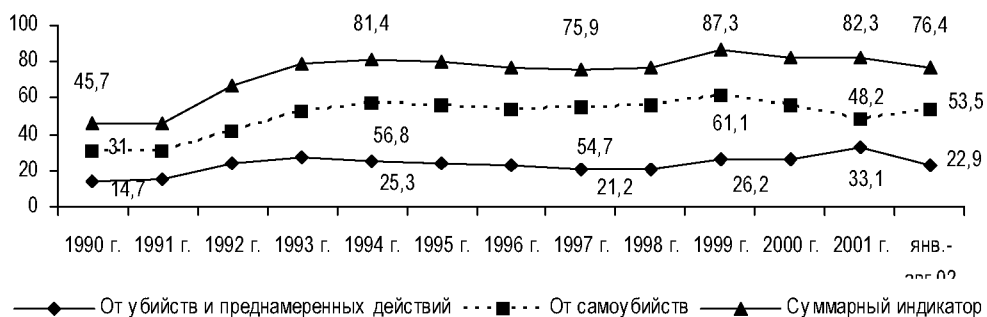 100
80
60
40
20
0
81,4 75,9 87,3 82,3 76,4
45,7
48,2 53,5
31 56,8 54,7 61,1
14,7 25,3 21,2 26,2 33,1 22,9
1990 г. 1991 г. 1992 г. 1993 г. 1994 г. 1995 г. 1996 г. 1997 г. 1998 г. 1999 г. 2000 г. 2001 г. янв.-
авг.02
От убийств и преднамеренных действий От самоубийств Суммарный индикатор